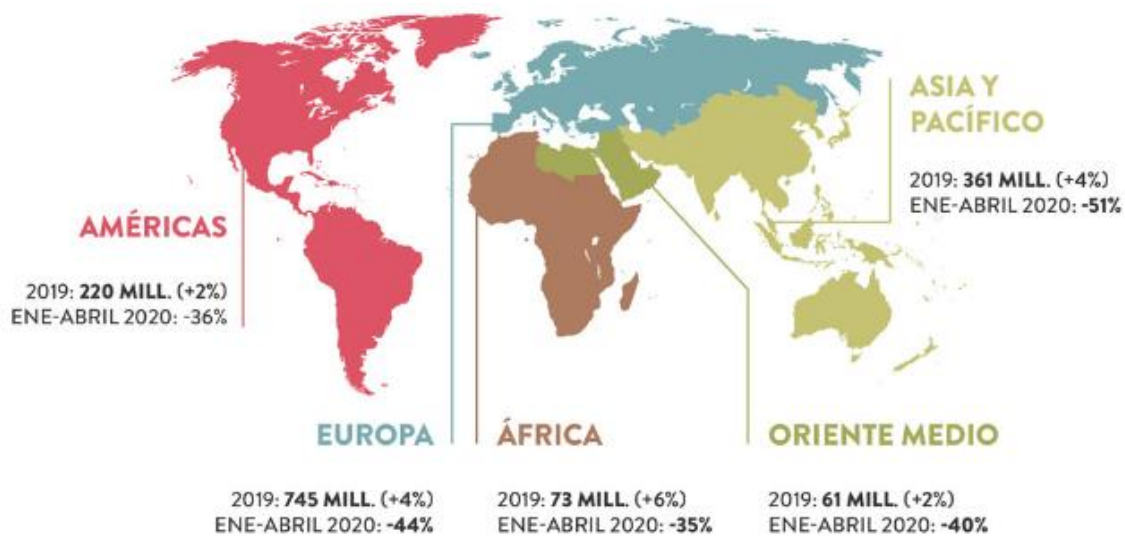 ASIA Y
PACÍFICO
2019: 361 MILL. (+4%)
ENE-ABRIL 2020: -51%
AMÉRICAS
2019: 220 MILL. (+2%)
ENE-ABRIL 2020: -36%
EUROPA
2019: 745 MILL. (+4%)
ENE-ABRIL 2020: -44%
ÁFRICA
2019: 73 MILL. (+6%)
ENE-ABRIL 2020: -35%
ORIENTE MEDIO
2019: 61 MILL. (+2%)
ENE-ABRIL 2020: -40%